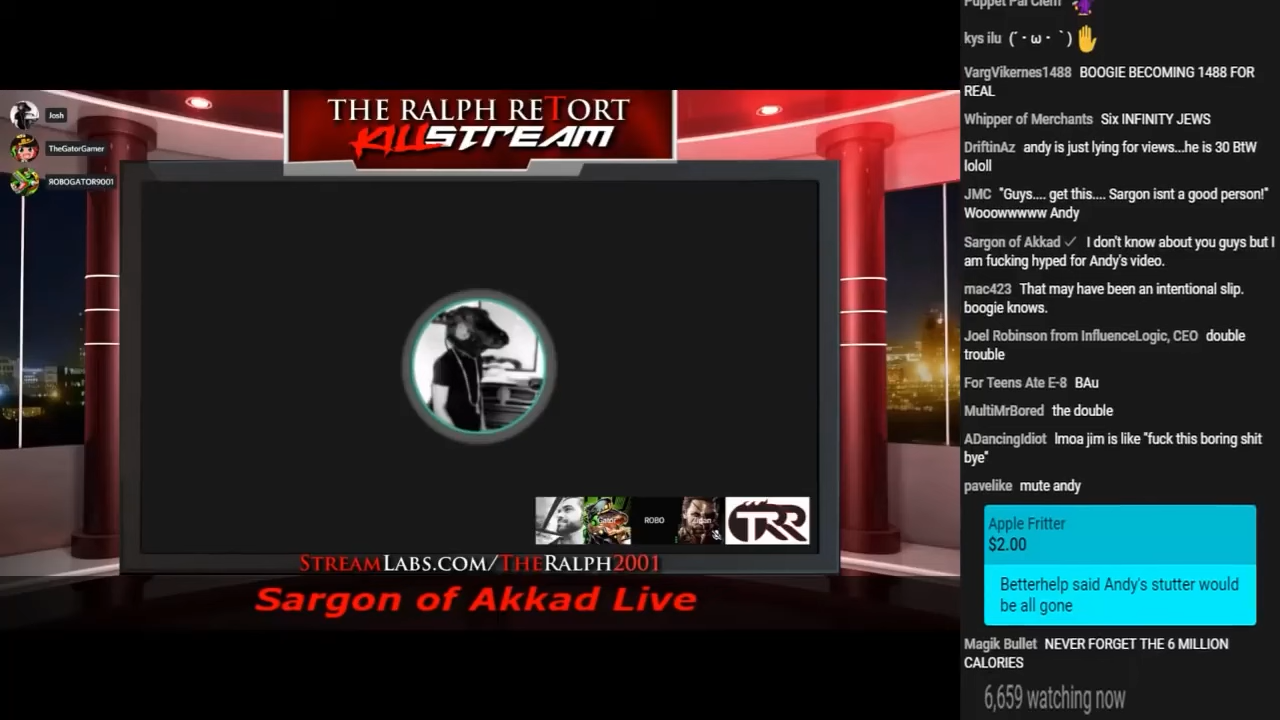 Josh
TheGatorGamer
ROBOGATOR9001
THE RALPH RETORT
KILLSTREAM
Gator
ROBO
Zidan
TRR
STREAMLABS.COM/THERALPH2001
Sargon of Akkad Live
Puppet Pal Clem
kys ilu (´・ω・`)✋
VargVikernes1488 BOOGIE BECOMING 1488 FOR
REAL
Whipper of Merchants Six INFINITY JEWS
DriftinAz andy is just lying for views...he is 30 BtW
lololl
JMC "Guys.... get this.... Sargon isnt a good person!"
Wooowwwww Andy
Sargon of Akkad ✓ I don't know about you guys but I
am fucking hyped for Andy's video.
mac423 That may have been an intentional slip.
boogie knows.
Joel Robinson from InfluenceLogic, CEO double
trouble
For Teens Ate E-8 BAu
MultiMrBored the double
ADancingIdiot lmoa jim is like "fuck this boring shit
bye"
pavelike mute andy
Apple Fritter
$2.00
Betterhelp said Andy's stutter would
be all gone
Magik Bullet NEVER FORGET THE 6 MILLION
CALORIES
6,659 watching now